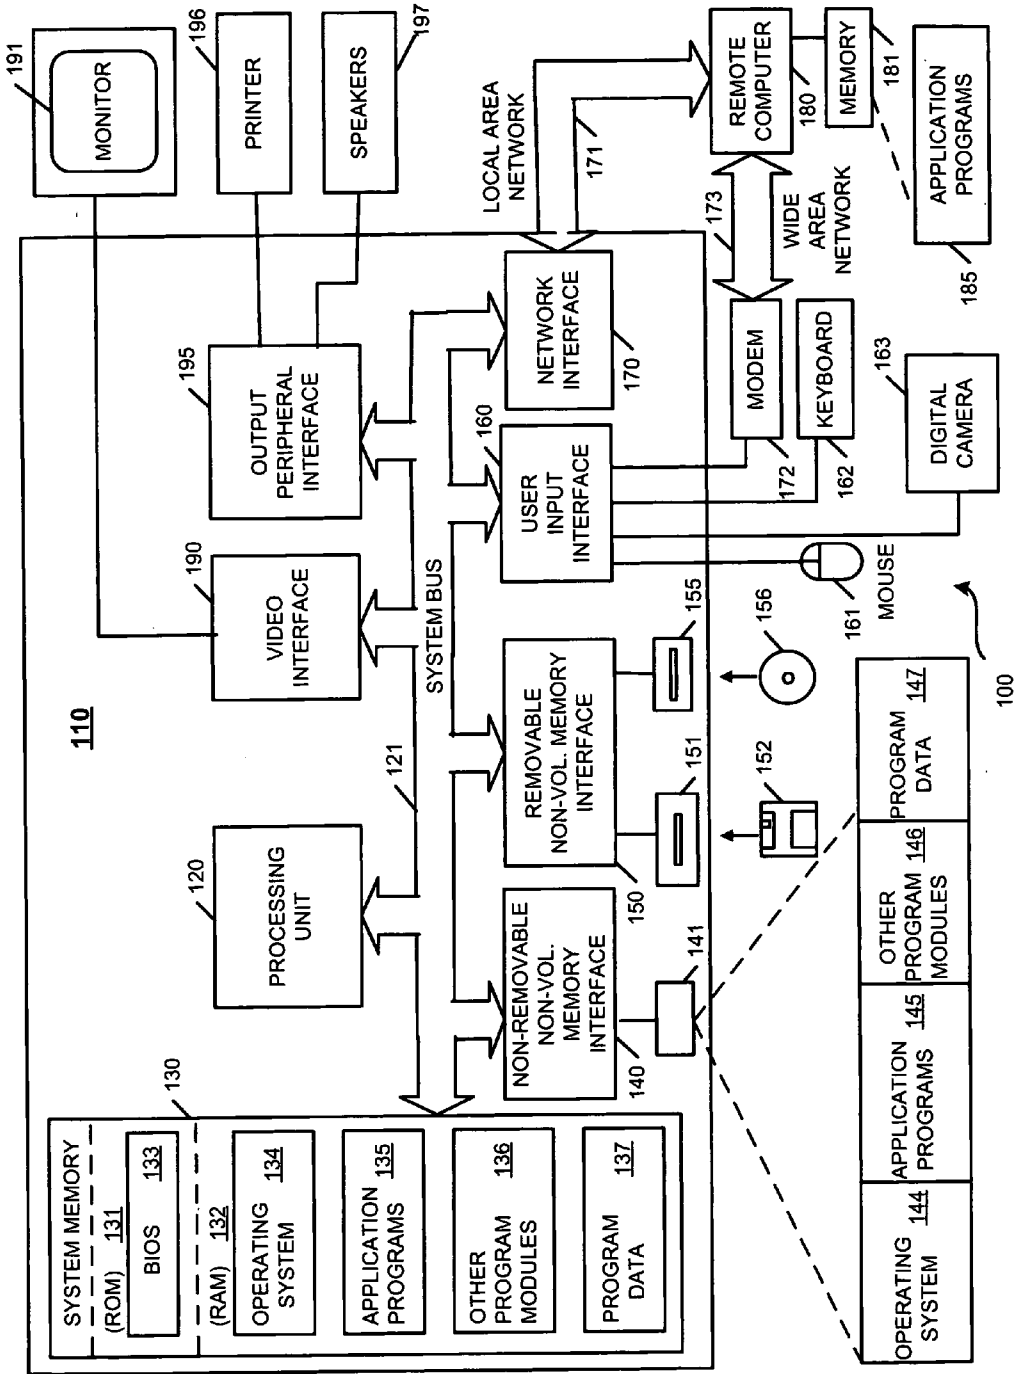 110
SYSTEM MEMORY
(ROM) 131
BIOS 133
(RAM) 132
OPERATING
SYSTEM 134
APPLICATION
PROGRAMS 135
OTHER
PROGRAM
MODULES 136
PROGRAM
DATA 137
130
PROCESSING
UNIT
120
121
VIDEO
INTERFACE
190
OUTPUT
PERIPHERAL
INTERFACE
195
MONITOR
191
PRINTER
196
SPEAKERS
197
SYSTEM BUS
NON-REMOVABLE
NON-VOL.
MEMORY
INTERFACE
140
REMOVABLE
NON-VOL. MEMORY
INTERFACE
150
USER
INPUT
INTERFACE
160
NETWORK
INTERFACE
170
LOCAL AREA
NETWORK
171
141
151
155
152
156
161
MOUSE
MODEM
172
KEYBOARD
162
DIGITAL
CAMERA
163
173
WIDE
AREA
NETWORK
REMOTE
COMPUTER
180
MEMORY
181
APPLICATION
PROGRAMS
185
OPERATING
SYSTEM 144
APPLICATION
PROGRAMS 145
OTHER
PROGRAM
MODULES 146
PROGRAM
DATA 147
100